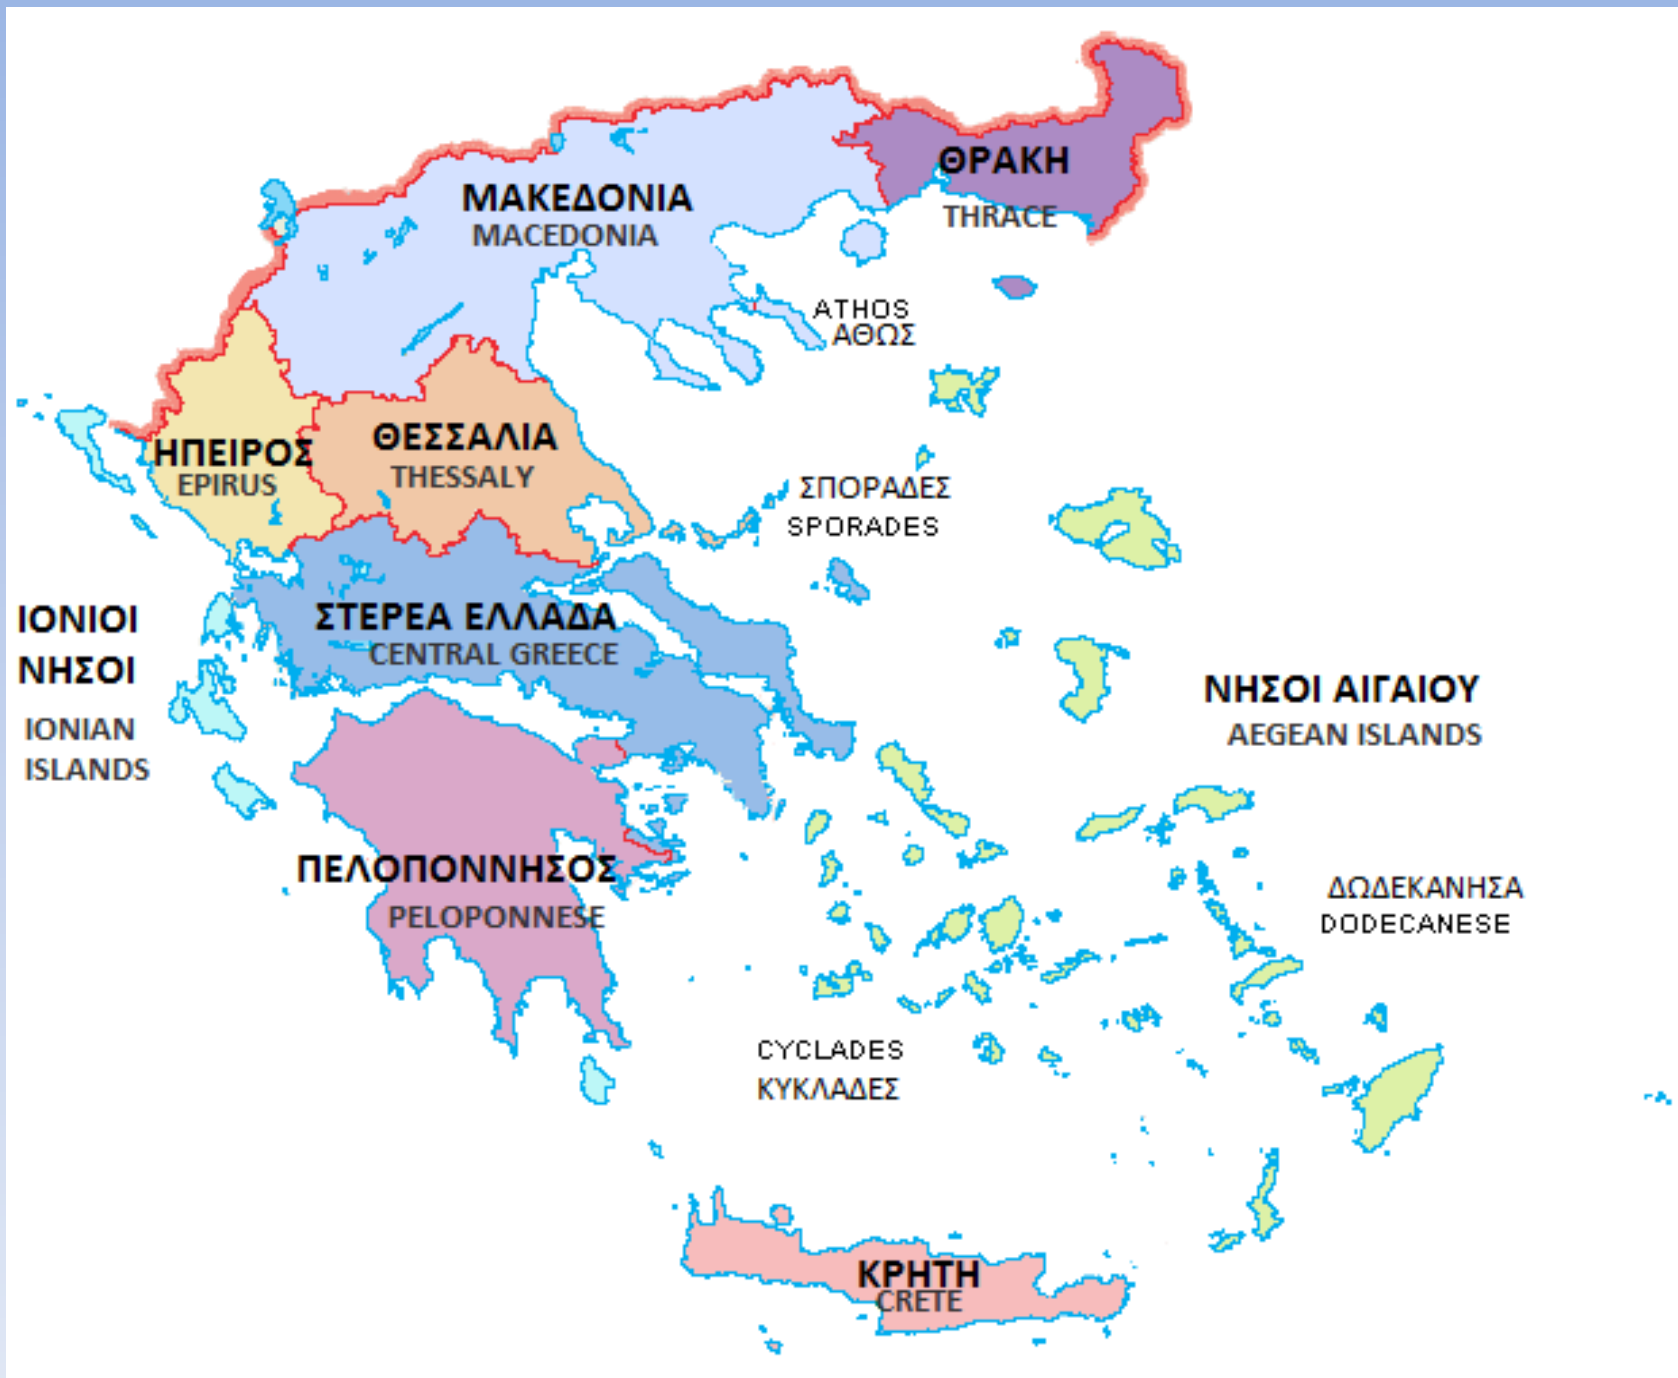 ΘΡΑΚΗ
THRACE
ΜΑΚΕΔΟΝΙΑ
MACEDONIA
ATHOS
ΑΘΩΣ
ΗΠΕΙΡΟΣ
EPIRUS
ΘΕΣΣΑΛΙΑ
THESSALY
ΣΠΟΡΑΔΕΣ
SPORADES
ΙΟΝΙΟΙ
ΝΗΣΟΙ
IONIAN
ISLANDS
ΣΤΕΡΕΑ ΕΛΛΑΔΑ
CENTRAL GREECE
ΝΗΣΟΙ ΑΙΓΑΙΟΥ
AEGEAN ISLANDS
ΠΕΛΟΠΟΝΝΗΣΟΣ
PELOPONNESE
ΔΩΔΕΚΑΝΗΣΑ
DODECANESE
CYCLADES
ΚΥΚΛΑΔΕΣ
ΚΡΗΤΗ
CRETE